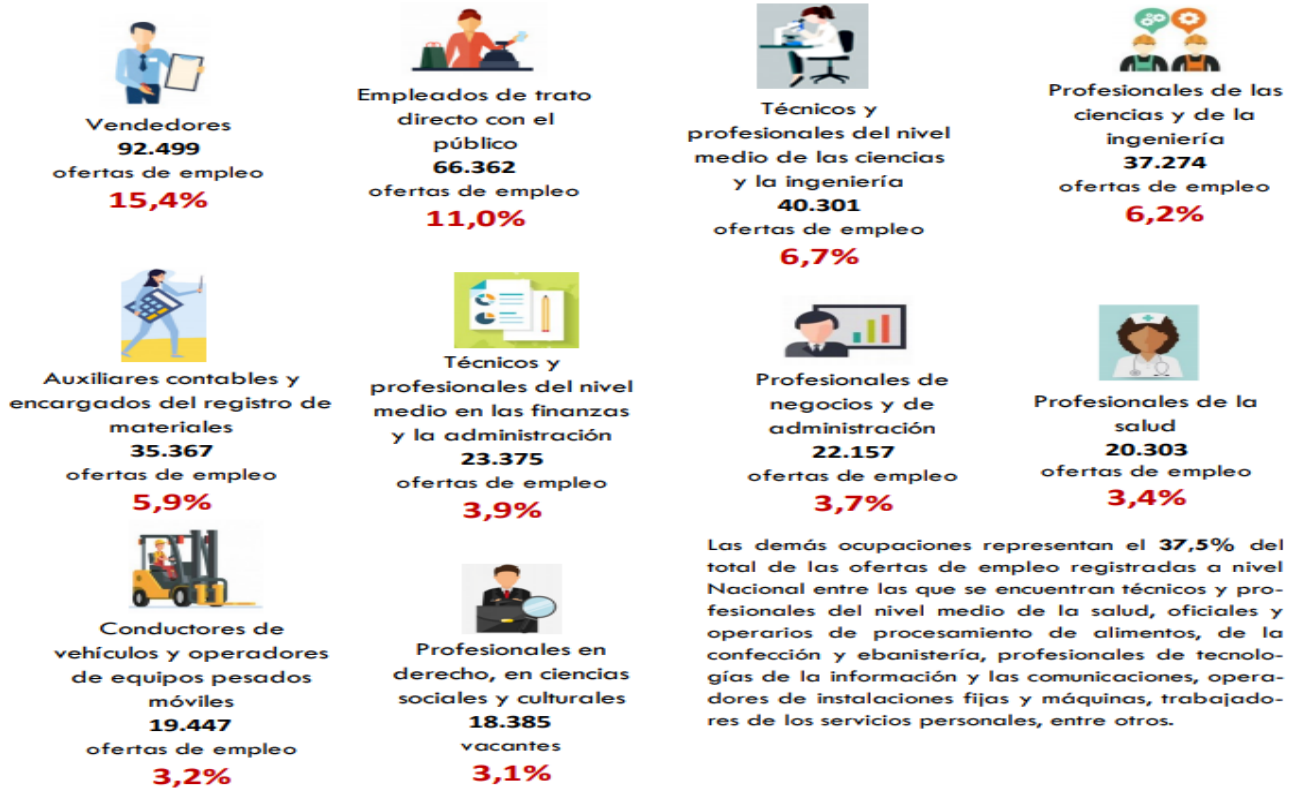 Vendedores
92.499
ofertas de empleo
15,4%
Empleados de trato
directo con el
público
66.362
ofertas de empleo
11,0%
Técnicos y
profesionales del nivel
medio de las ciencias
y la ingeniería
40.301
ofertas de empleo
6,7%
Profesionales de las
ciencias y de la
ingeniería
37.274
ofertas de empleo
6,2%
Auxiliares contables y
encargados del registro de
materiales
35.367
ofertas de empleo
5,9%
Técnicos y
profesionales del nivel
medio en las finanzas
y la administración
23.375
ofertas de empleo
3,9%
Profesionales de
negocios y de
administración
22.157
ofertas de empleo
3,7%
Profesionales de la
salud
20.303
ofertas de empleo
3,4%
Conductores de
vehículos y operadores
de equipos pesados
móviles
19.447
ofertas de empleo
3,2%
Profesionales en
derecho, en ciencias
sociales y culturales
18.385
vacantes
3,1%
Las demás ocupaciones representan el 37,5% del
total de las ofertas de empleo registradas a nivel
Nacional entre las que se encuentran técnicos y pro-
fesionales del nivel medio de la salud, oficiales y
operarios de procesamiento de alimentos, de la
confección y ebanistería, profesionales de tecnolo-
gías de la información y las comunicaciones, opera-
dores de instalaciones fijas y máquinas, trabajado-
res de los servicios personales, entre otros.